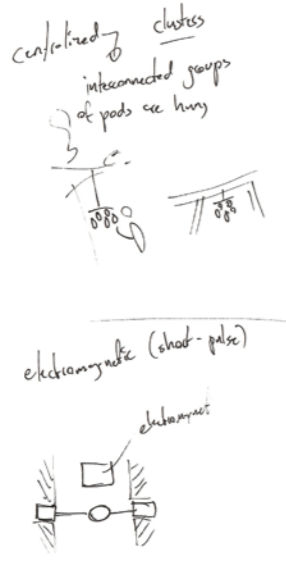 centralized clusters
interconnected groups
of pods are hung
electromagnetic (short-pulse)
electromagnet